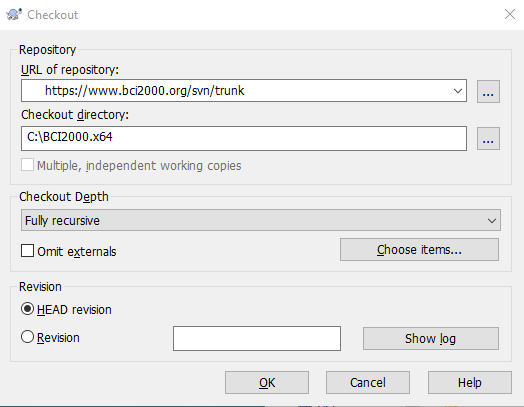 Checkout
Repository
URL of repository:
https://www.bci2000.org/svn/trunk
...
Checkout directory:
C:\BCI2000.x64
...
Multiple, independent working copies
Checkout Depth
Fully recursive
Omit externals
Choose items...
Revision
HEAD revision
Revision
Show log
OK
Cancel
Help